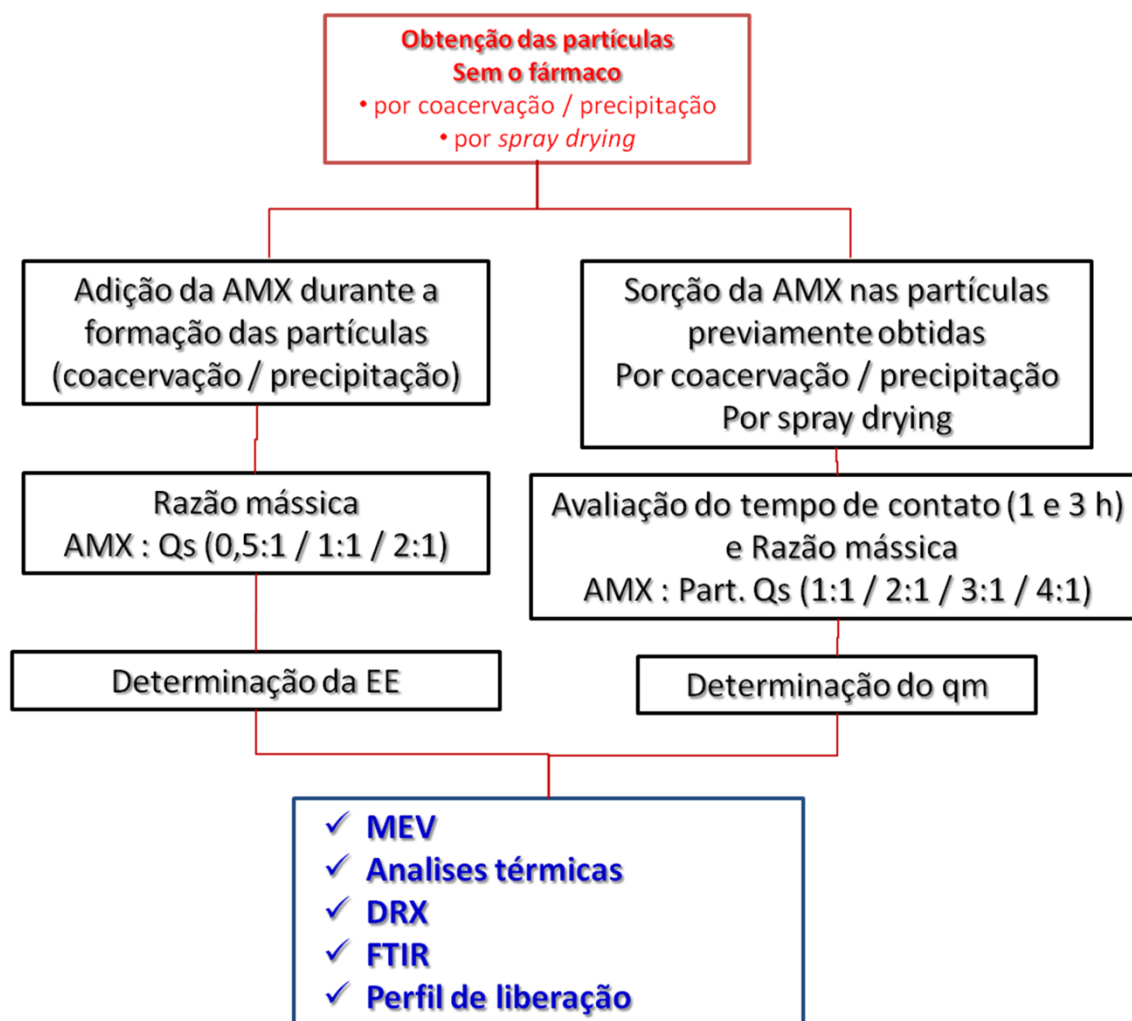 Obtenção das partículas
Sem o fármaco
• por coacervação / precipitação
• por spray drying
Adição da AMX durante a
formação das partículas
(coacervação / precipitação)
Sorção da AMX nas partículas
previamente obtidas
Por coacervação / precipitação
Por spray drying
Razão mássica
AMX : Qs (0,5:1 / 1:1 / 2:1)
Avaliação do tempo de contato (1 e 3 h)
e Razão mássica
AMX : Part. Qs (1:1 / 2:1 / 3:1 / 4:1)
Determinação da EE
Determinação do qm
✓ MEV
✓ Analises térmicas
✓ DRX
✓ FTIR
✓ Perfil de liberação